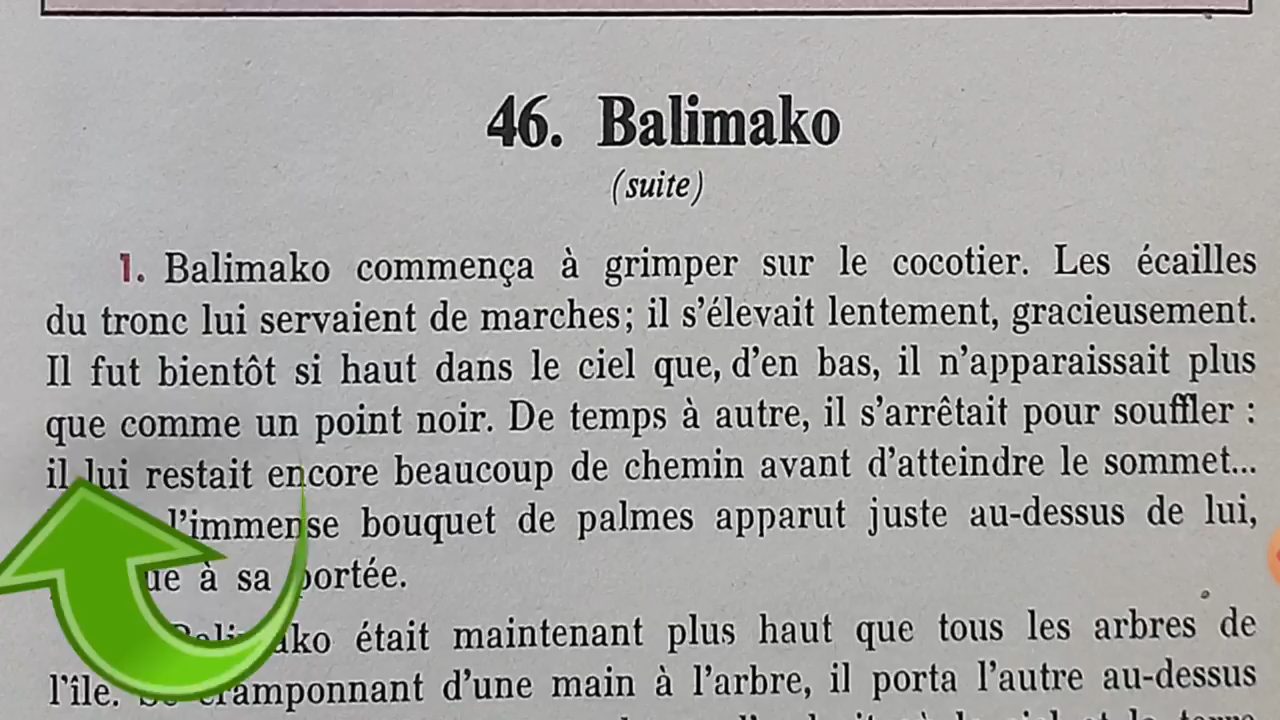 46. Balimako
(suite)
1. Balimako commença à grimper sur le cocotier. Les écailles
du tronc lui servaient de marches; il s'élevait lentement, gracieusement.
Il fut bientôt si haut dans le ciel que, d'en bas, il n'apparaissait plus
que comme un point noir. De temps à autre, il s'arrêtait pour souffler :
il lui restait encore beaucoup de chemin avant d'atteindre le sommet...
l'immense bouquet de palmes apparut juste au-dessus de lui,
à sa portée.
Balimako était maintenant plus haut que tous les arbres de
l'île. Se cramponnant d'une main à l'arbre, il porta l'autre au-dessus